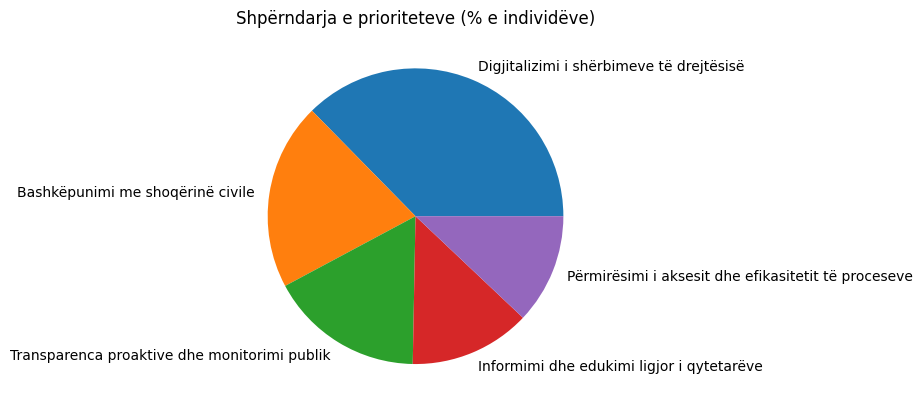 Shpërndarja e prioriteteve (% e individëve)
Digjitalizimi i shërbimeve të drejtësisë
Bashkëpunimi me shoqërinë civile
Përmirësimi i aksesit dhe efikasitetit të proceseve
Transparenca proaktive dhe monitorimi publik
Informimi dhe edukimi ligjor i qytetarëve